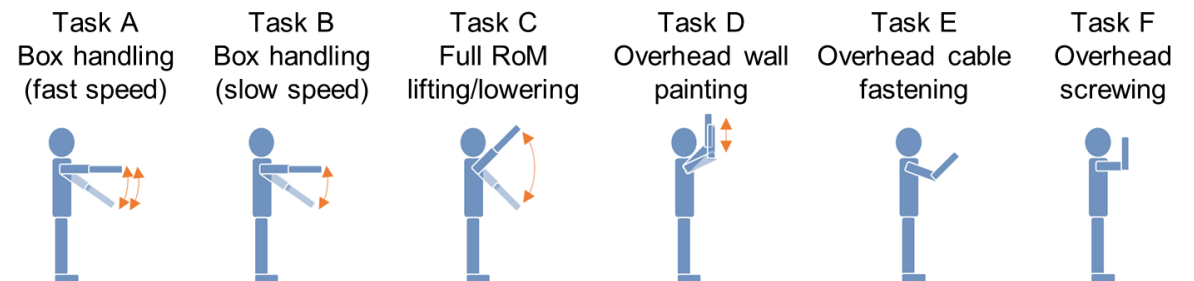 Task A
Box handling
(fast speed)
Task B
Box handling
(slow speed)
Task C
Full RoM
lifting/lowering
Task D
Overhead wall
painting
Task E
Overhead cable
fastening
Task F
Overhead
screwing